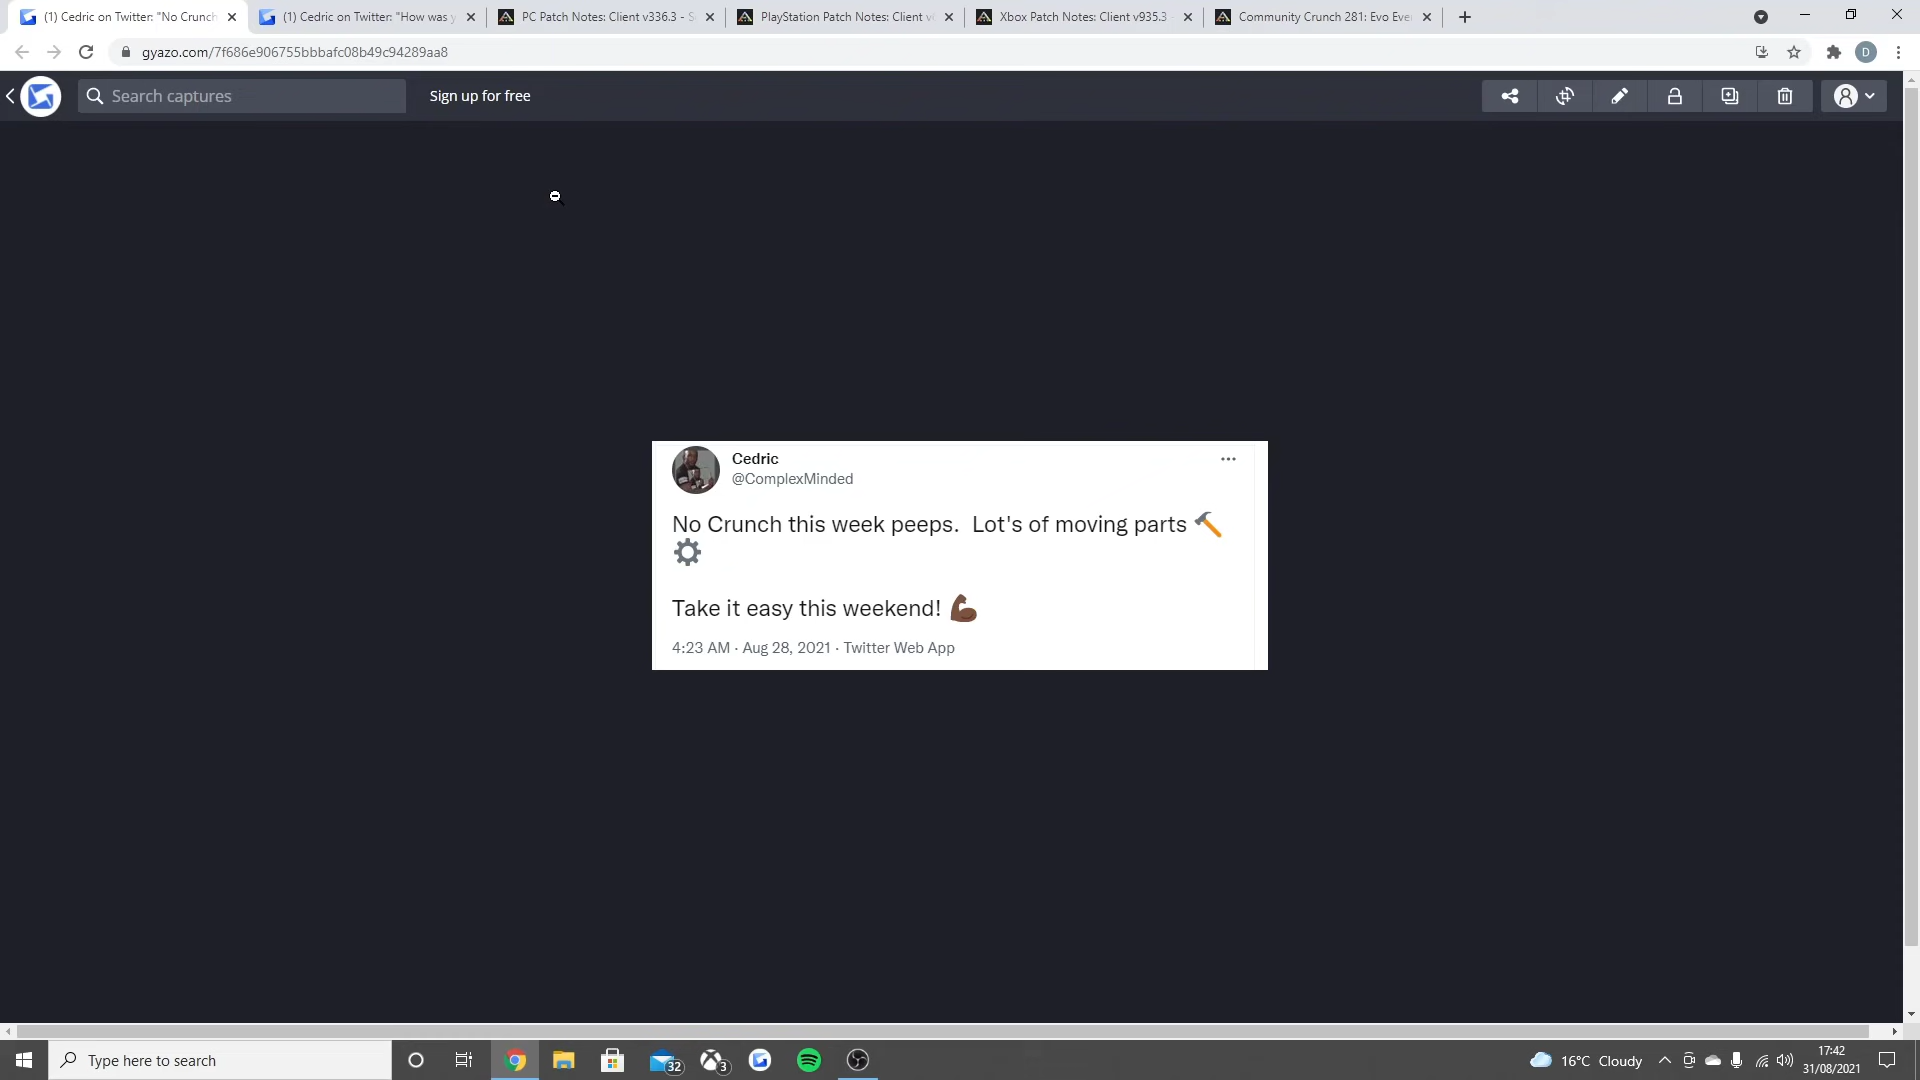 (1) Cedric on Twitter: "No Crunch
(1) Cedric on Twitter: "How was y
PC Patch Notes: Client v336.3 - S
PlayStation Patch Notes: Client v
Xbox Patch Notes: Client v935.3
Community Crunch 281: Evo Eve
gyazo.com/7f686e906755bbbafc08b49c94289aa8
D
Search captures
Sign up for free
Cedric
@ComplexMinded
No Crunch this week peeps. Lot's of moving parts 🔨
⚙
Take it easy this weekend! 💪🏿
4:23 AM · Aug 28, 2021 · Twitter Web App
Type here to search
32
3
16°C Cloudy
17:42
31/08/2021